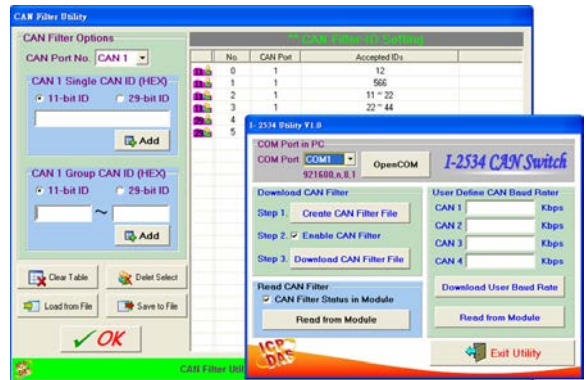 CAN Filter Utility
CAN Filter Options
CAN Port No. CAN 1
CAN 1 Single CAN ID (HEX)
11-bit ID 29-bit ID
Add
CAN 1 Group CAN ID (HEX)
11-bit ID 29-bit ID
~
Add
Clear Table Delet Select
Load from File Save to File
OK
** CAN Filter-ID Setting
No. CAN Port Accepted IDs
0 1 12
1 1 566
2 1 11 ~ 22
3 1 22 ~ 44
4
5
CAN Filter Util
I-2534 Utility V1.0
COM Port in PC
COM Port COM1 OpenCOM
921600,n,8,1
I-2534 CAN Switch
Download CAN Filter
Step 1. Create CAN Filter File
Step 2. Enable CAN Filter
Step 3. Download CAN Filter File
Read CAN Filter
CAN Filter Status in Module
Read from Module
User Define CAN Baud Rater
CAN 1 Kbps
CAN 2 Kbps
CAN 3 Kbps
CAN 4 Kbps
Download User Baud Rate
Read from Module
ICP DAS
Exit Utility